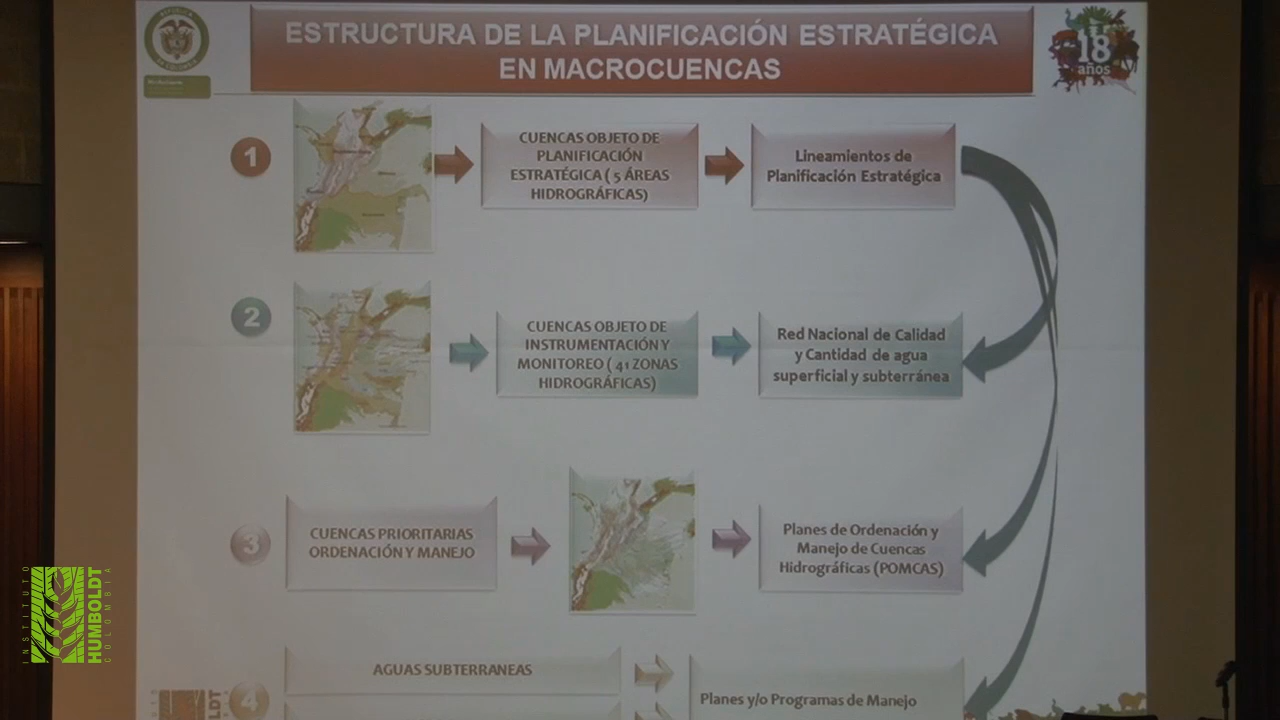 ESTRUCTURA DE LA PLANIFICACIÓN ESTRATÉGICA
EN MACROCUENCAS
REPUBLICA
18
años
1
CUENCAS OBJETO DE
PLANIFICACIÓN
ESTRATÉGICA ( 5 ÁREAS
HIDROGRÁFICAS)
Lineamientos de
Planificación Estratégica
2
CUENCAS OBJETO DE
INSTRUMENTACIÓN Y
MONITOREO ( 41 ZONAS
HIDROGRÁFICAS)
Red Nacional de Calidad
y Cantidad de agua
superficial y subterránea
3
CUENCAS PRIORITARIAS
ORDENACIÓN Y MANEJO
Planes de Ordenación y
Manejo de Cuencas
Hidrográficas (POMCAS)
4
AGUAS SUBTERRANEAS
Planes y/o Programas de Manejo
INSTITUTO
HUMBOLDT
COLOMBIA